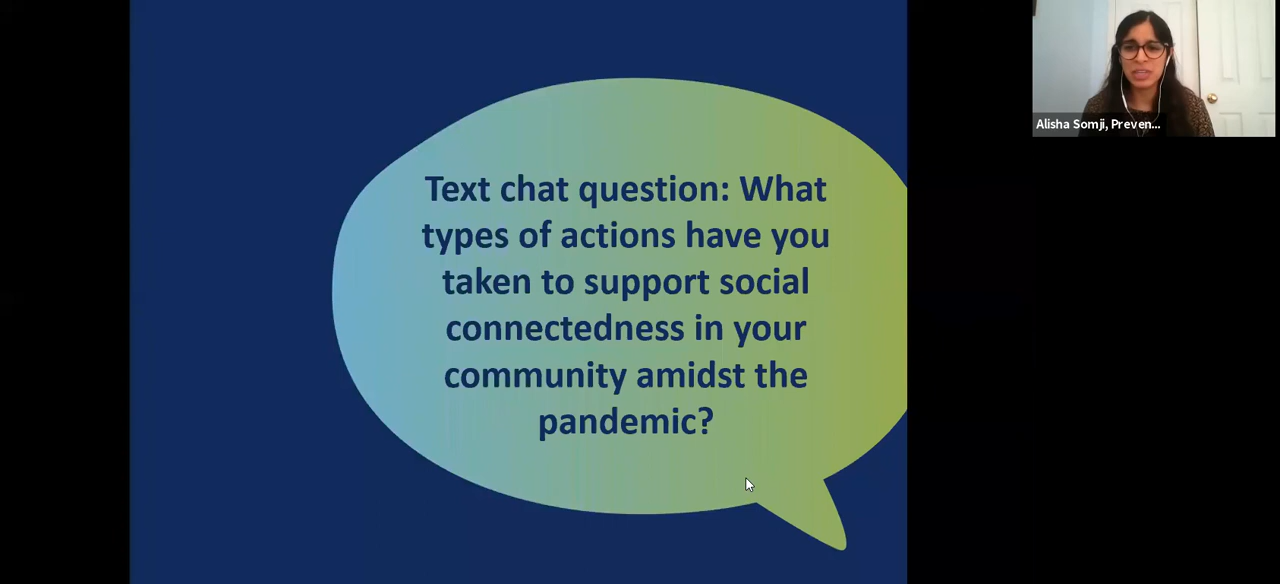 Text chat question: What
types of actions have you
taken to support social
connectedness in your
community amidst the
pandemic?
Alisha Somji, Preven...